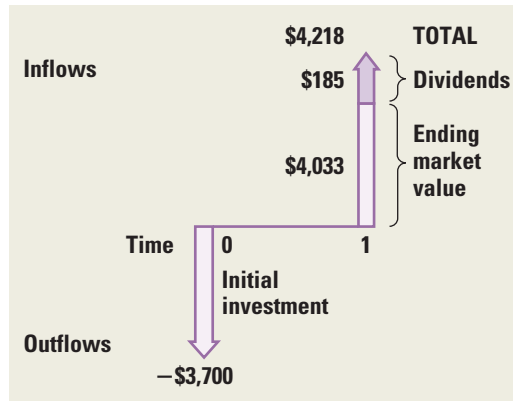 $4,218 TOTAL
Inflows
$185 Dividends
Ending
$4,033 market
value
Time 0 1
Initial
investment
Outflows
−$3,700